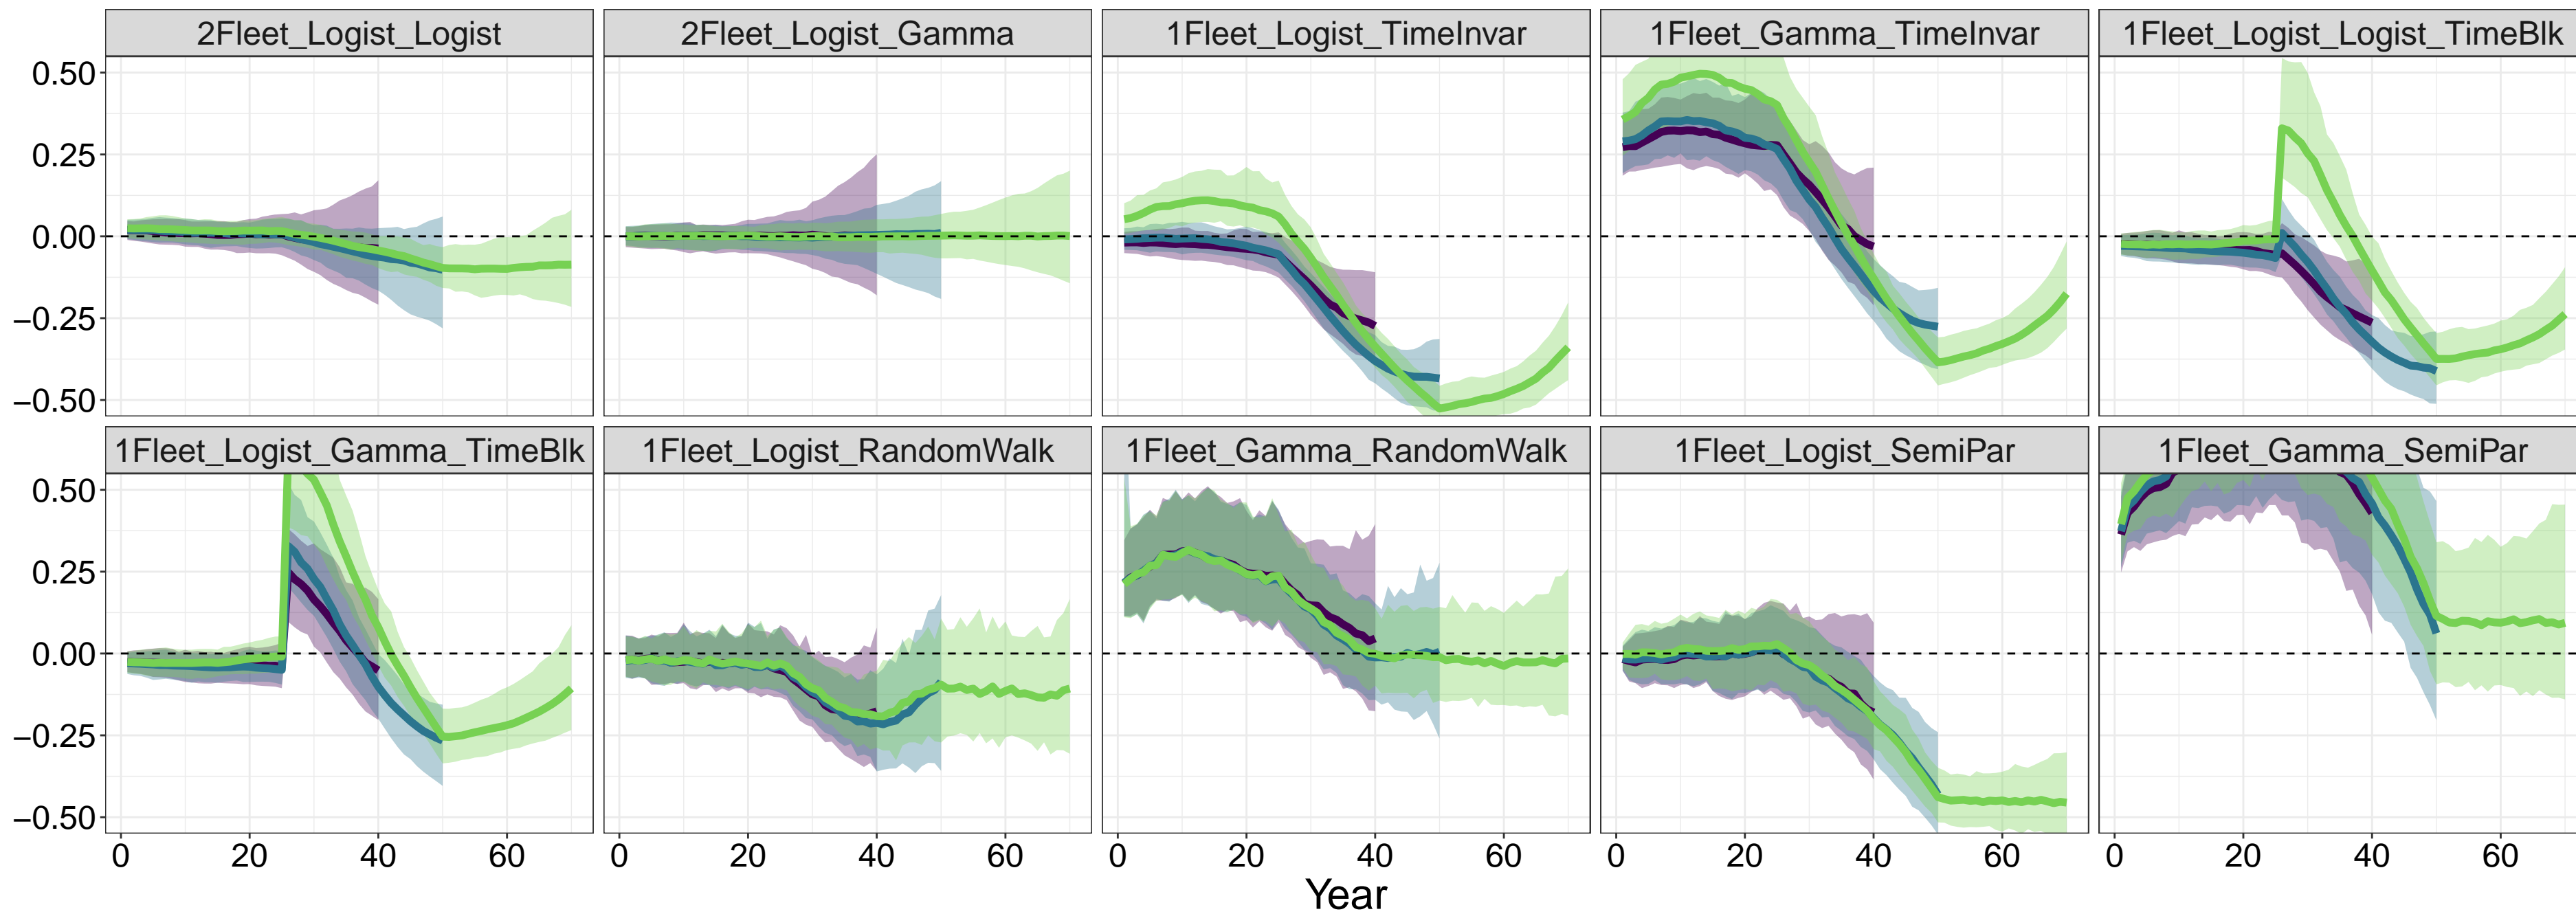 2Fleet_Logist_Logist
2Fleet_Logist_Gamma
1Fleet_Logist_TimeInvar
1Fleet_Gamma_TimeInvar
1Fleet_Logist_Logist_TimeBlk
0.50
0.25
0.00
−0.25
−0.50
1Fleet_Logist_Gamma_TimeBlk
1Fleet_Logist_RandomWalk
1Fleet_Gamma_RandomWalk
1Fleet_Logist_SemiPar
1Fleet_Gamma_SemiPar
0.50
0.25
0.00
−0.25
−0.50
0 20 40 60
0 20 40 60
0 20 40 60
0 20 40 60
0 20 40 60
Year